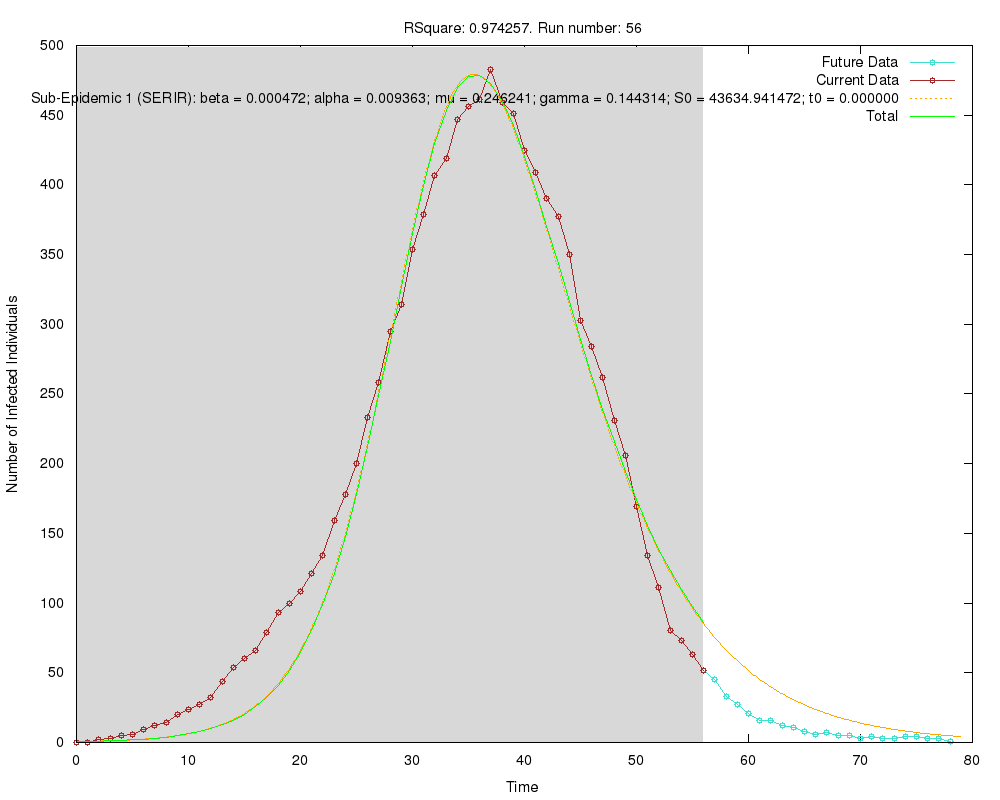 RSquare: 0.974257. Run number: 56
500
450
400
350
300
250
200
150
100
50
0
Number of Infected Individuals
Future Data
Current Data
Sub-Epidemic 1 (SERIR): beta = 0.000472; alpha = 0.009363; mu = 0.246241; gamma = 0.144314; S0 = 43634.941472; t0 = 0.000000
Total
0 10 20 30 40 50 60 70 80
Time